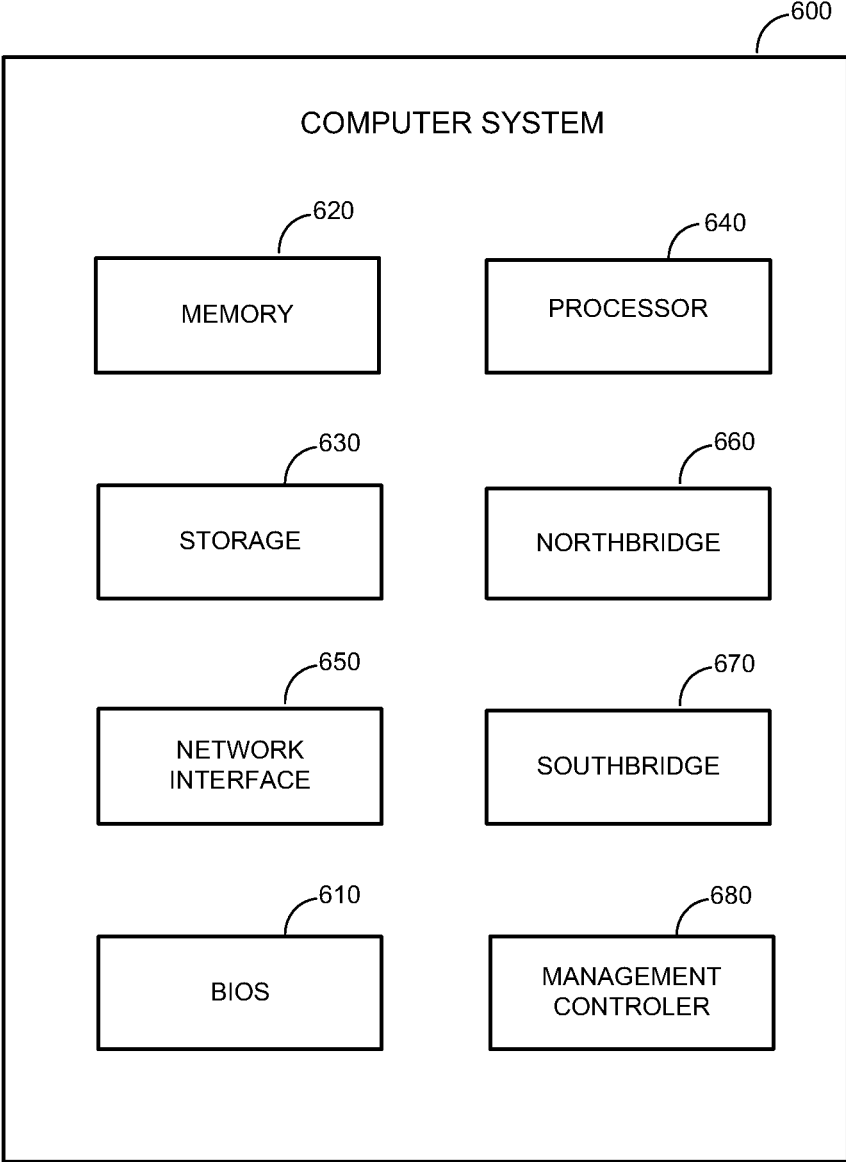 600
COMPUTER SYSTEM
620
640
MEMORY
PROCESSOR
630
660
STORAGE
NORTHBRIDGE
650
670
NETWORK
INTERFACE
SOUTHBRIDGE
610
680
BIOS
MANAGEMENT
CONTROLER